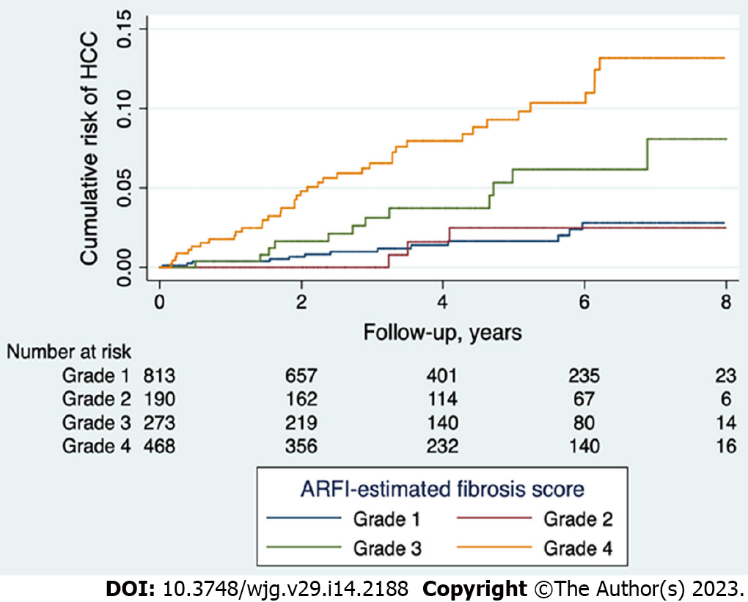 Cumulative risk of HCC
0.15
0.10
0.05
0.00
0 2 4 6 8
Follow-up, years
Number at risk
Grade 1 813 657 401 235 23
Grade 2 190 162 114 67 6
Grade 3 273 219 140 80 14
Grade 4 468 356 232 140 16
ARFI-estimated fibrosis score
Grade 1 Grade 2
Grade 3 Grade 4
DOI: 10.3748/wjg.v29.i14.2188 Copyright ©The Author(s) 2023.